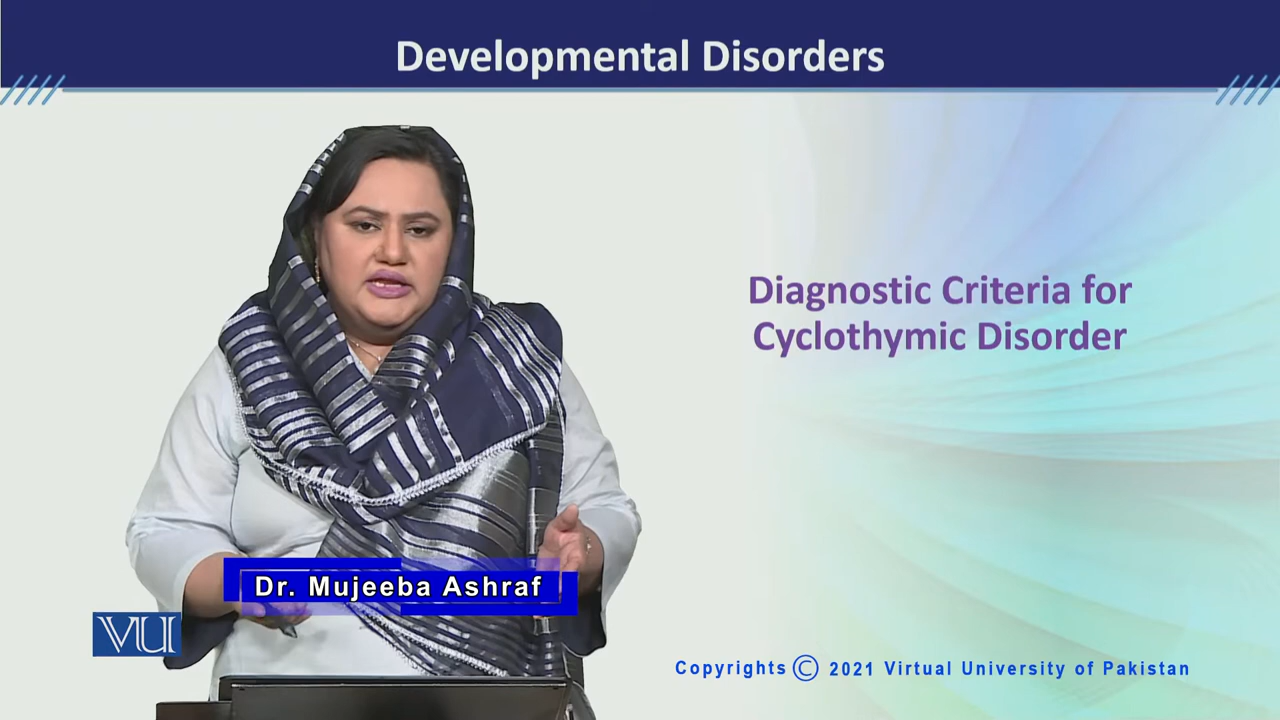 Developmental Disorders
Diagnostic Criteria for
Cyclothymic Disorder
Dr. Mujeeba Ashraf
VU
Copyrights © 2021 Virtual University of Pakistan